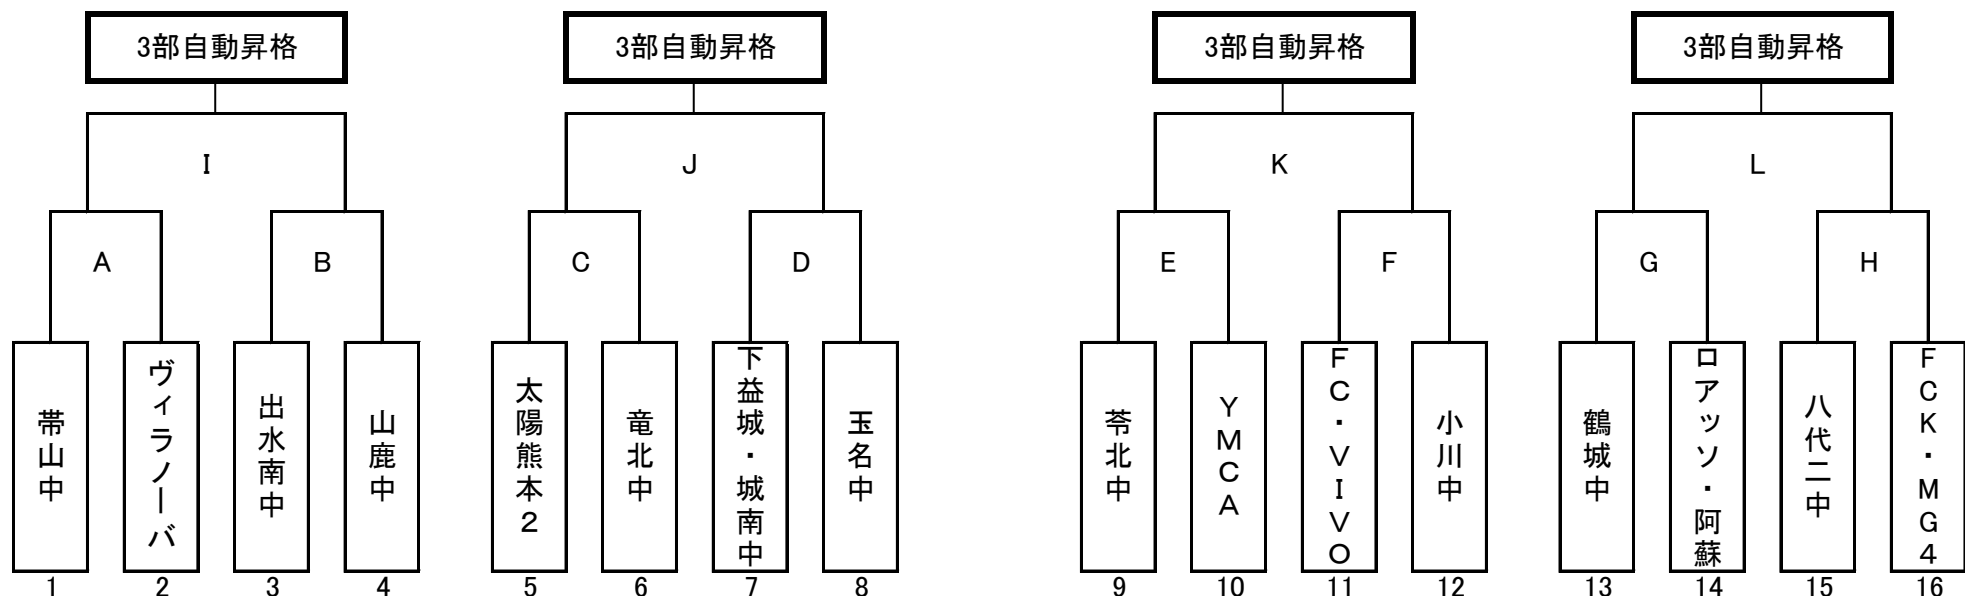 3部自動昇格
3部自動昇格
3部自動昇格
3部自動昇格
I
J
K
L
A
B
C
D
E
F
G
H
帯山中
ヴィラノーバ
出水南中
山鹿中
太陽熊本2
竜北中
下益城・城南中
玉名中
苓北中
YMCA
FC・VIVO
小川中
鶴城中
ロアッソ・阿蘇
八代二中
FCK・MG4
1
2
3
4
5
6
7
8
9
10
11
12
13
14
15
16